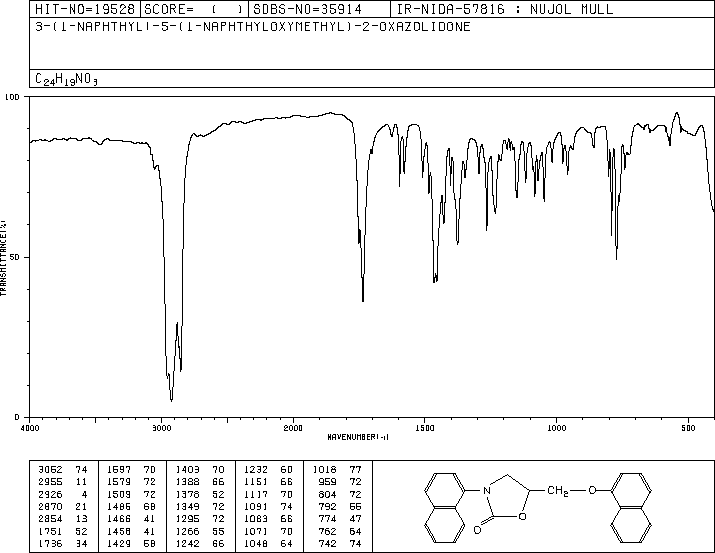 HIT-NO=19528 SCORE= ( ) SDBS-NO=35914 IR-NIDA-57816 : NUJOL MULL
3-(1-NAPHTHYL)-5-(1-NAPHTHYLOXYMETHYL)-2-OXAZOLIDONE
C24H19NO3
100
50
0
TRANSMITTANCE(%)
4000 3000 2000 1500 1000 500
WAVENUMBER(-1)
3062 74 1597 70 1403 70 1232 60 1018 77
2955 11 1579 72 1388 66 1151 66 959 72
2926 4 1509 72 1378 52 1117 70 804 72
2870 21 1486 68 1349 72 1091 74 792 55
2854 13 1466 41 1295 72 1083 66 774 47
1751 52 1458 41 1266 55 1071 70 762 64
1736 34 1429 60 1242 66 1048 64 742 74
N CH2 O
O O